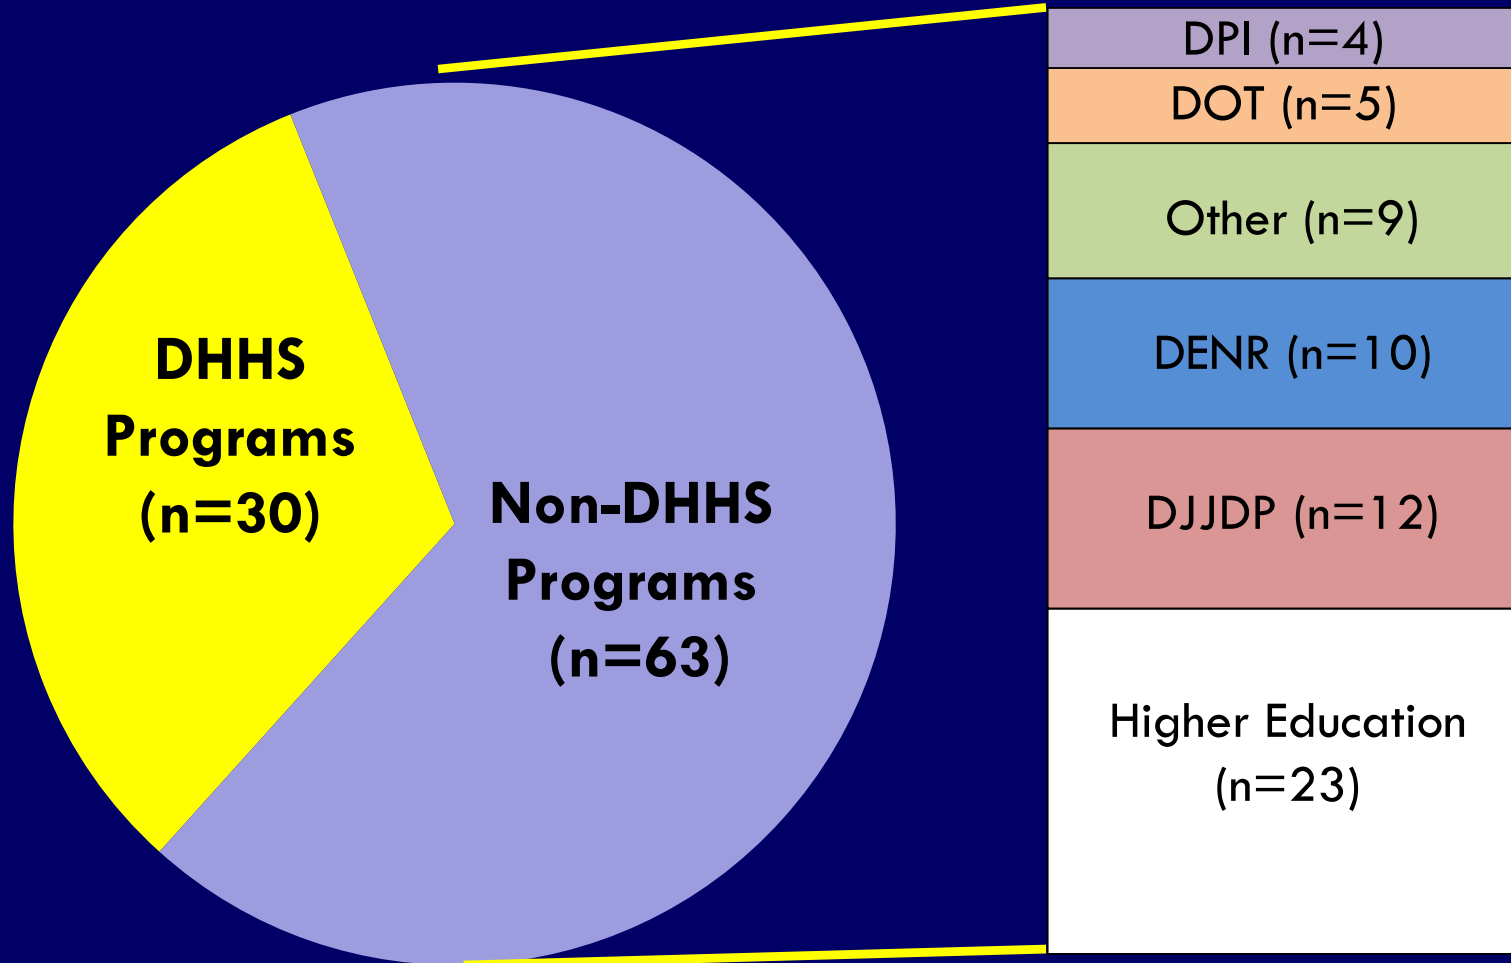 DHHS
Programs
(n=30)
Non-DHHS
Programs
(n=63)
DPI (n=4)
DOT (n=5)
Other (n=9)
DENR (n=10)
DJJDP (n=12)
Higher Education
(n=23)